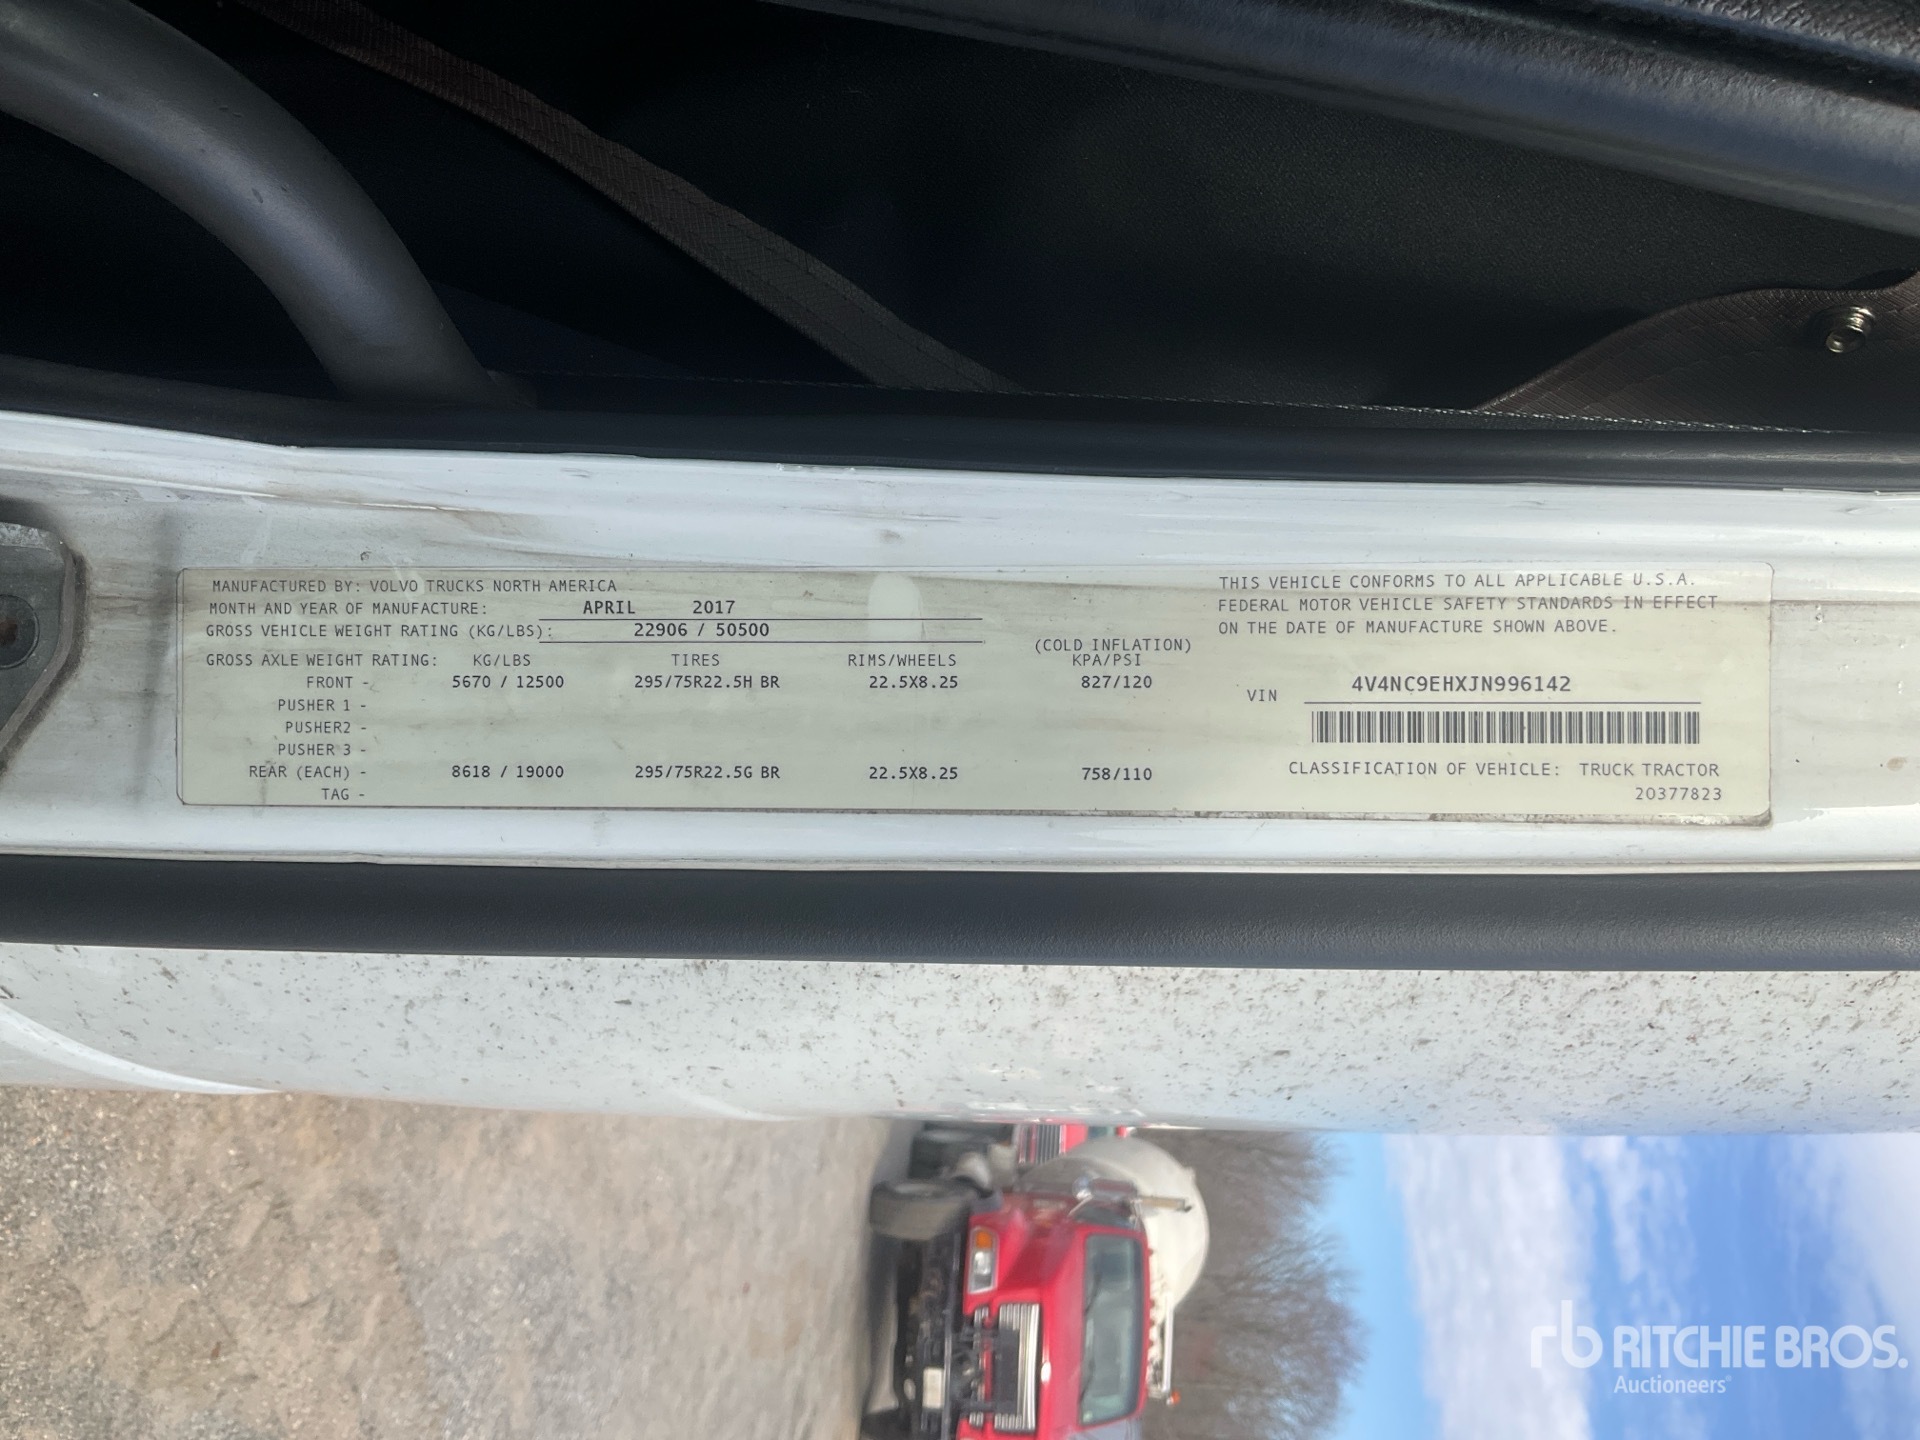 MANUFACTURED BY: VOLVO TRUCKS NORTH AMERICA
MONTH AND YEAR OF MANUFACTURE: APRIL 2017
GROSS VEHICLE WEIGHT RATING (KG/LBS): 22906 / 50500
GROSS AXLE WEIGHT RATING: KG/LBS TIRES RIMS/WHEELS (COLD INFLATION) KPA/PSI
FRONT - 5670 / 12500 295/75R22.5H BR 22.5X8.25 827/120
PUSHER 1 -
PUSHER2 -
PUSHER 3 -
REAR (EACH) - 8618 / 19000 295/75R22.5G BR 22.5X8.25 758/110
TAG -
THIS VEHICLE CONFORMS TO ALL APPLICABLE U.S.A.
FEDERAL MOTOR VEHICLE SAFETY STANDARDS IN EFFECT
ON THE DATE OF MANUFACTURE SHOWN ABOVE.
VIN 4V4NC9EHXJN996142
CLASSIFICATION OF VEHICLE: TRUCK TRACTOR
20377823
rb RITCHIE BROS.
Auctioneers